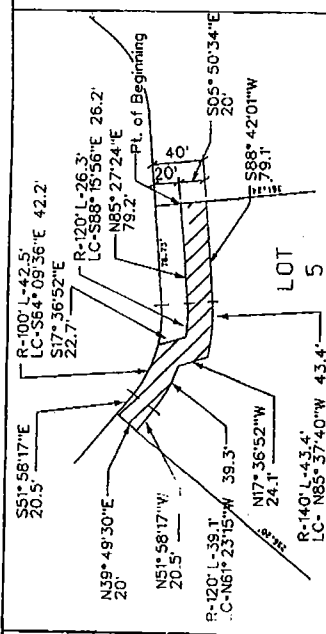 S51° 58'17"E
20.5'
R-100' L-42.5'
LC-S64° 09'36"E 42.2'
S17° 36'52"E
22.7'
R-120' L-26.3'
LC-S88° 15'56"E 26.2'
N85° 27'24"E
79.2'
Pt. of Beginning
40'
20'
S05° 50'34"E
20'
S88° 42'01"W
79.1'
78.73'
LOT
5
N39° 49'30"E
20'
N51° 58'17"W
20.5'
R-120' L-39.1'
LC-N61° 23'15"W 39.3'
N17° 36'52"W
24.1'
R-140' L-43.4'
LC- N85° 37'40"W 43.4'